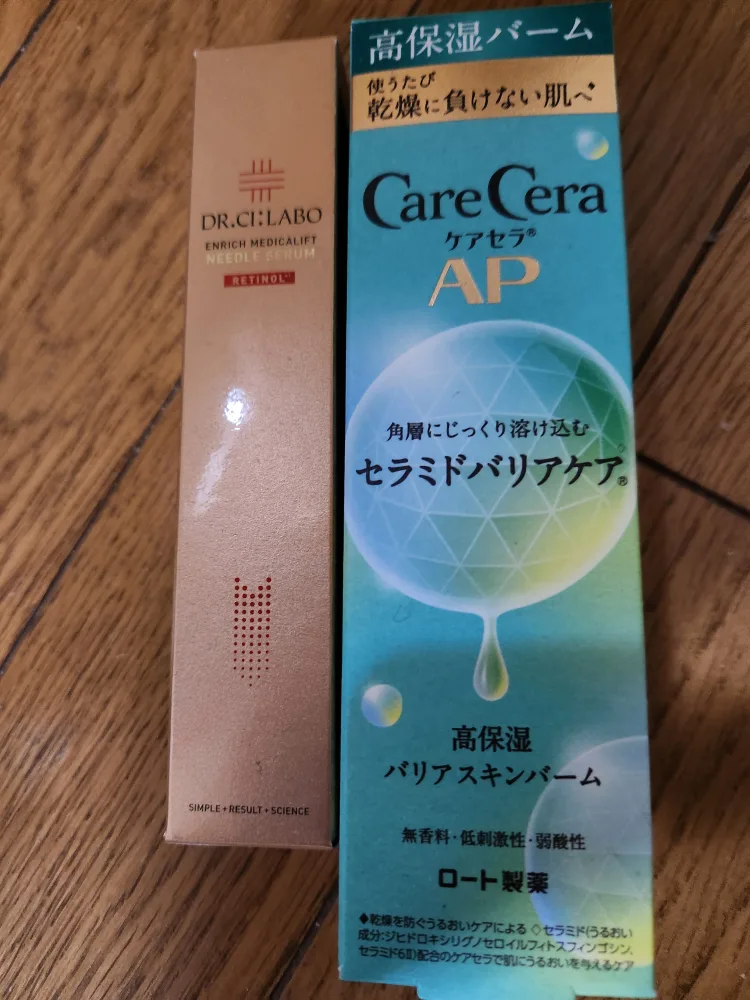 DR.CI:LABO
ENRICH MEDICALIFT
NEEDLE SERUM
RETINOL
SIMPLE+RESULT+SCIENCE
高保湿バーム
使うたび
乾燥に負けない肌へ◆
CareCera
ケアセラ®
AP
角層にじっくり溶け込む
セラミドバリアケア◇®
高保湿
バリアスキンバーム
無香料・低刺激性・弱酸性
ロート製薬
◆乾燥を防ぐうるおいケアによる ◇セラミド(うるおい
成分:ジヒドロキシリグノセロイルフィトスフィンゴシン、
セラミド6Ⅱ)配合のケアセラで肌にうるおいを与えるケア